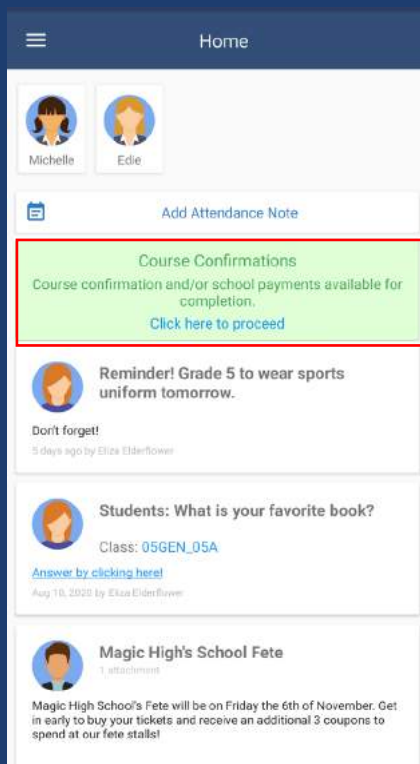 Home
Michelle
Edie
Add Attendance Note
Course Confirmations
Course confirmation and/or school payments available for
completion.
Click here to proceed
Reminder! Grade 5 to wear sports
uniform tomorrow.
Don't forget!
5 days ago by Eliza Elderflower
Students: What is your favorite book?
Class: 05GEN_05A
Answer by clicking here!
Aug 10, 2020 by Eliza Elderflower
Magic High's School Fete
1 attachment
Magic High School's Fete will be on Friday the 6th of November. Get
in early to buy your tickets and receive an additional 3 coupons to
spend at our fete stalls!